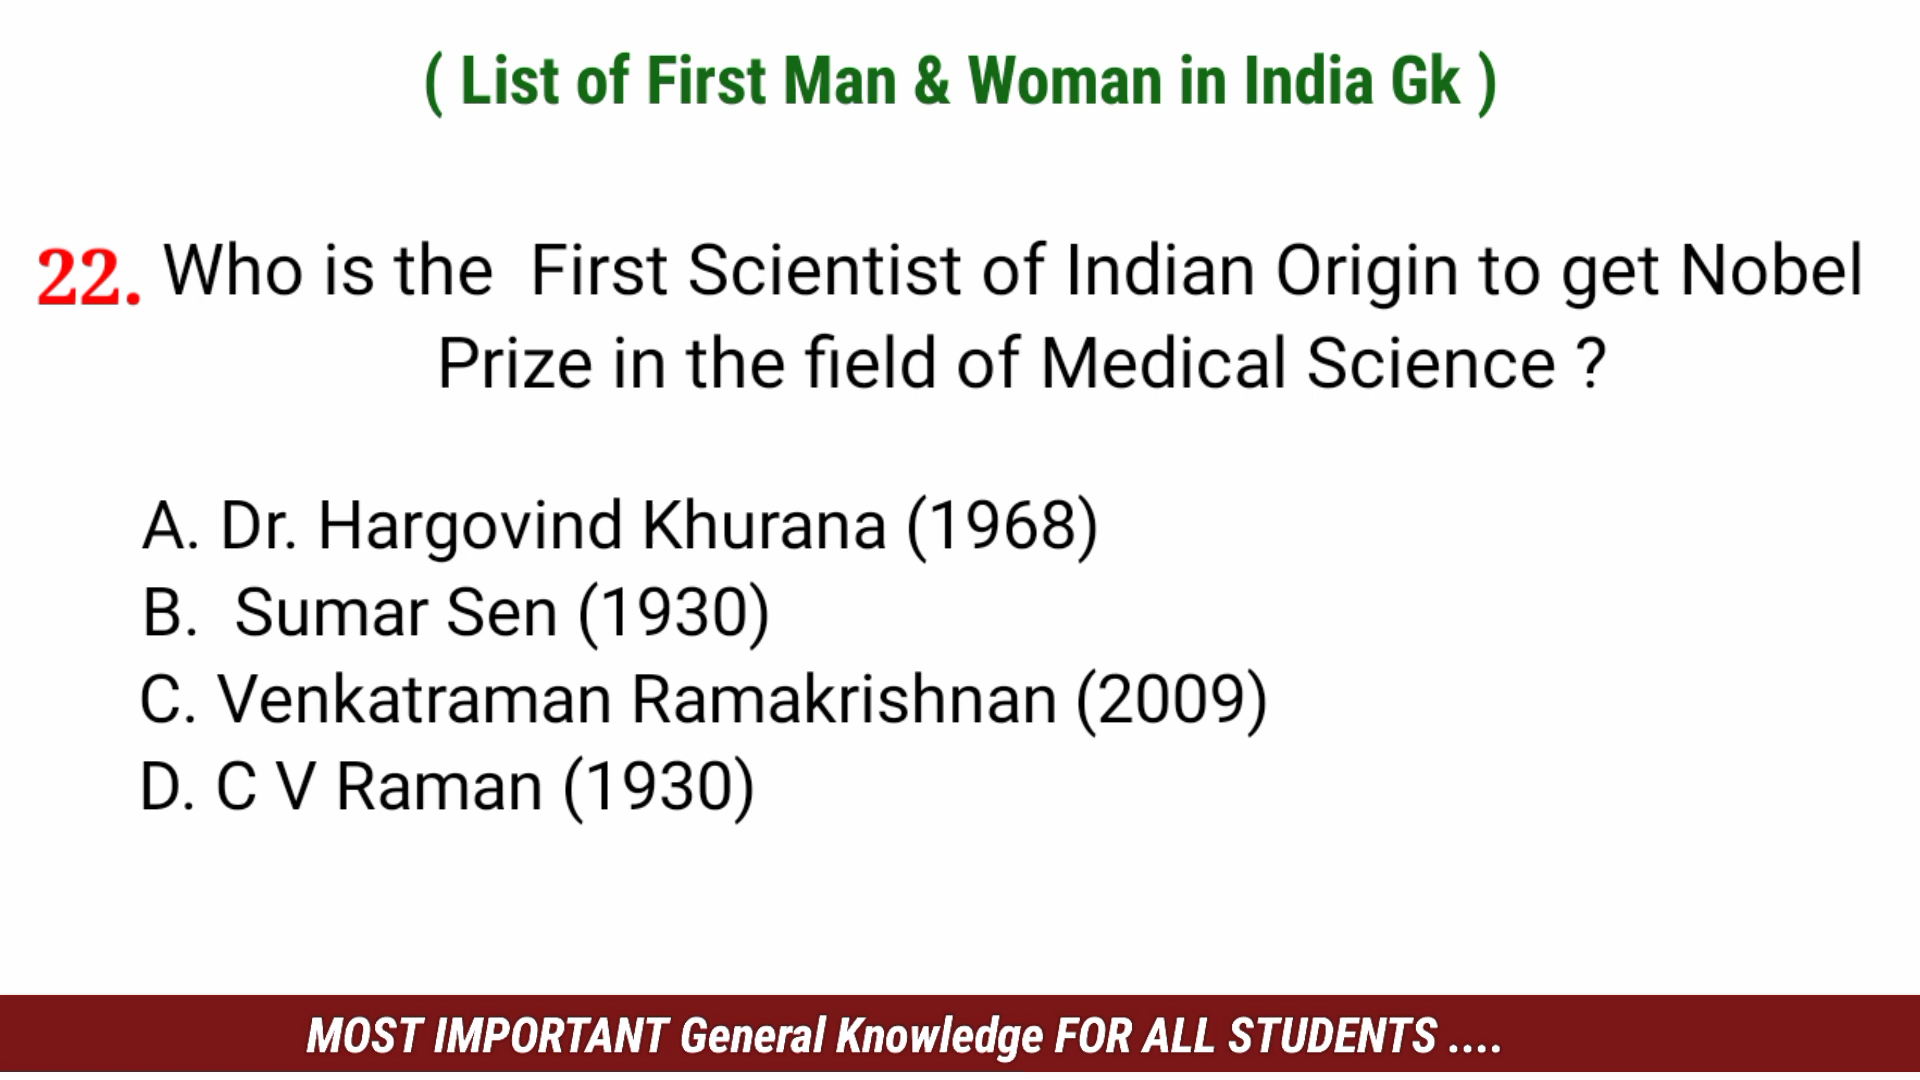 ( List of First Man & Woman in India Gk )
22. Who is the  First Scientist of Indian Origin to get Nobel
Prize in the field of Medical Science ?
A. Dr. Hargovind Khurana (1968)
B.  Sumar Sen (1930)
C. Venkatraman Ramakrishnan (2009)
D. C V Raman (1930)
MOST IMPORTANT General Knowledge FOR ALL STUDENTS ....